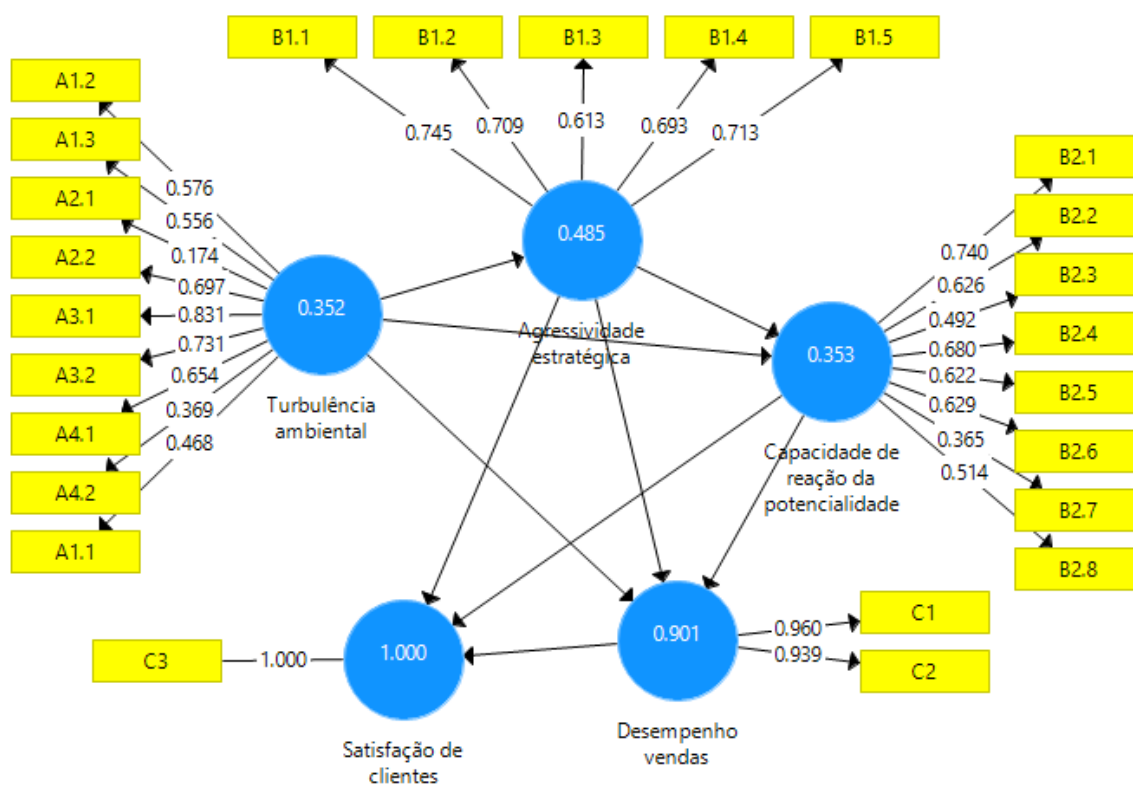 B1.1
B1.2
B1.3
B1.4
B1.5
0.745
0.709
0.613
0.693
0.713
A1.2
A1.3
A2.1
A2.2
A3.1
A3.2
A4.1
A4.2
A1.1
0.576
0.556
0.174
0.697
0.831
0.731
0.654
0.369
0.468
0.352
Turbulência
ambiental
0.485
Agressividade
estratégica
0.353
Capacidade de
reação da
potencialidade
0.740
0.626
0.492
0.680
0.622
0.629
0.365
0.514
B2.1
B2.2
B2.3
B2.4
B2.5
B2.6
B2.7
B2.8
C3
1.000
1.000
Satisfação de
clientes
0.901
Desempenho
vendas
0.960
0.939
C1
C2